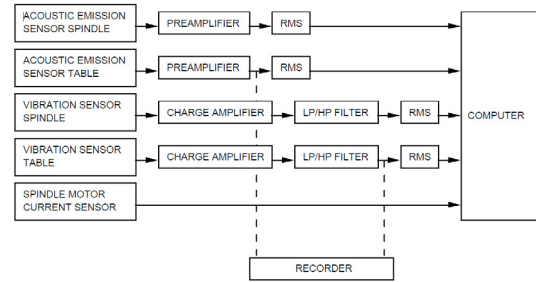 ACOUSTIC EMISSION
SENSOR SPINDLE
PREAMPLIFIER
RMS
ACOUSTIC EMISSION
SENSOR TABLE
PREAMPLIFIER
RMS
VIBRATION SENSOR
SPINDLE
CHARGE AMPLIFIER
LP/HP FILTER
RMS
COMPUTER
VIBRATION SENSOR
TABLE
CHARGE AMPLIFIER
LP/HP FILTER
RMS
SPINDLE MOTOR
CURRENT SENSOR
RECORDER